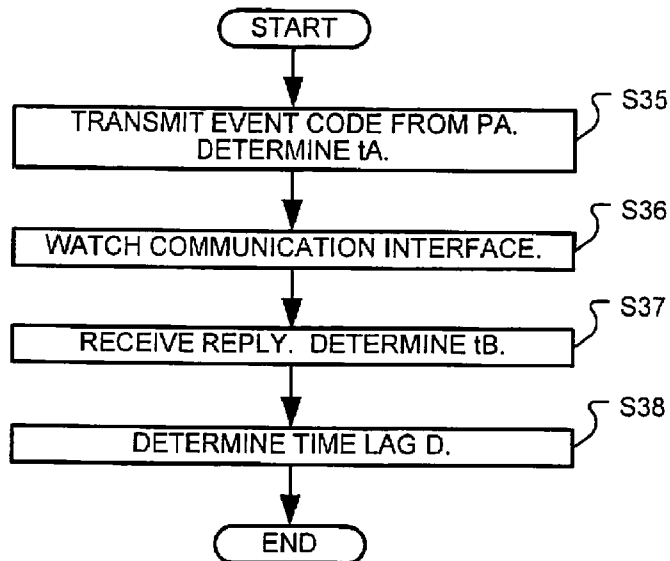 START
S35
TRANSMIT EVENT CODE FROM PA.
DETERMINE tA.
S36
WATCH COMMUNICATION INTERFACE.
S37
RECEIVE REPLY. DETERMINE tB.
S38
DETERMINE TIME LAG D.
END